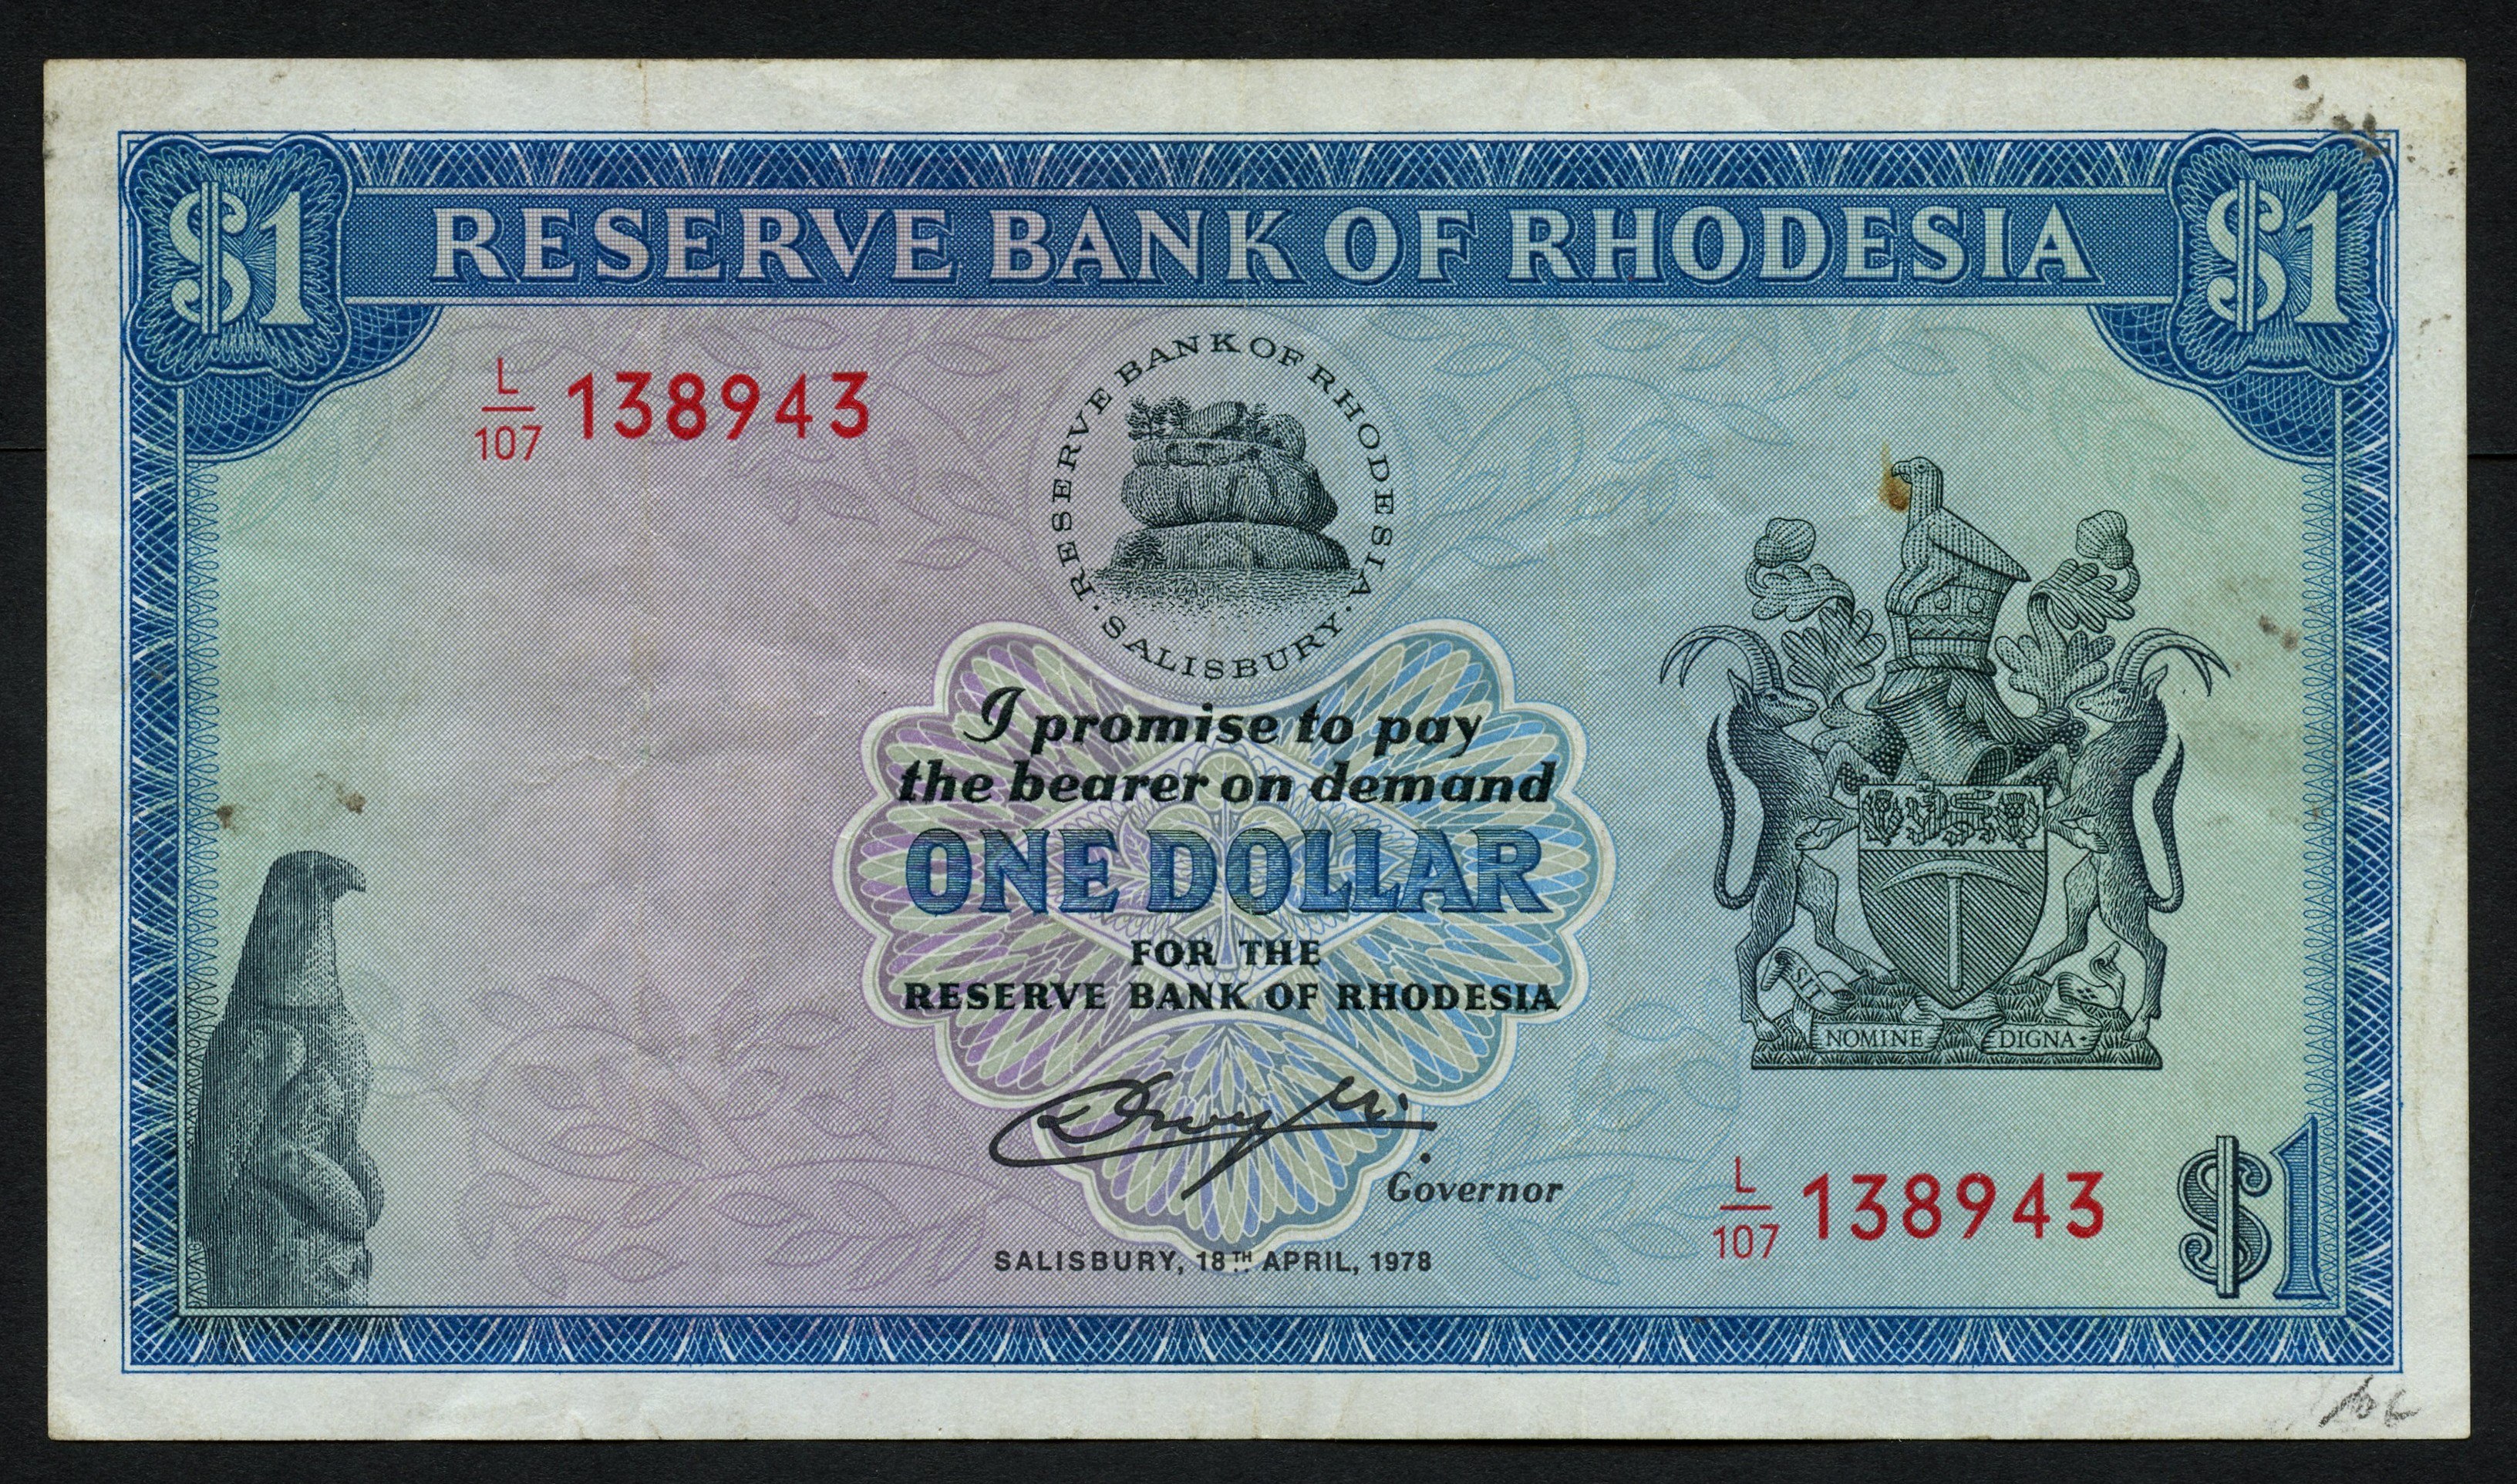 $1 RESERVE BANK OF RHODESIA $1
L/107 138943
RESERVE BANK OF RHODESIA
· SALISBURY ·
I promise to pay
the bearer on demand
ONE DOLLAR
FOR THE
RESERVE BANK OF RHODESIA
SIT NOMINE DIGNA
Governor
L/107 138943 $1
SALISBURY, 18TH APRIL, 1978